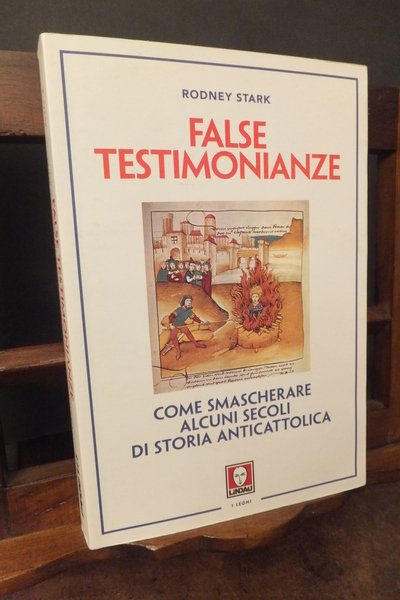 RODNEY STARK
FALSE
TESTIMONIANZE
COME SMASCHERARE
ALCUNI SECOLI
DI STORIA ANTICATTOLICA
LINDAU
I LEONI